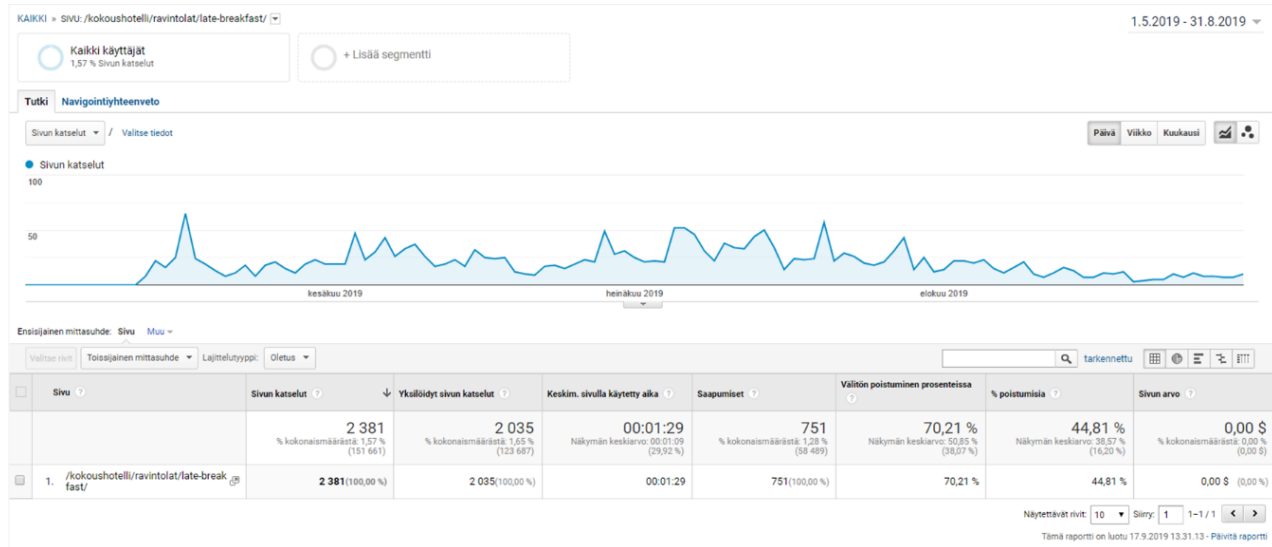 KAIKKI » SIVU: /kokoushotelli/ravintolat/late-breakfast/
1.5.2019 - 31.8.2019
Kaikki käyttäjät
1,57 % Sivun katselut
+ Lisää segmentti
Tutki Navigointiyhteenveto
Sivun katselut / Valitse tiedot
Päivä Viikko Kuukausi
Sivun katselut
100
50
kesäkuu 2019 heinäkuu 2019 elokuu 2019
Ensisijainen mittasuhde: Sivu Muu
Valitse rivit Toissijainen mittasuhde Lajittelutyyppi: Oletus tarkennettu
Sivu ? Sivun katselut ? Yksilöidyt sivun katselut ? Keskim. sivulla käytetty aika ? Saapumiset ? Välitön poistuminen prosenteissa ? % poistumisia ? Sivun arvo ?
2 381 2 035 00:01:29 751 70,21 % 44,81 % 0,00 $
% kokonaismäärästä: 1,57 % % kokonaismäärästä: 1,65 % Näkymän keskiarvo: 00:01:09 % kokonaismäärästä: 1,28 % Näkymän keskiarvo: 50,85 % Näkymän keskiarvo: 38,57 % % kokonaismäärästä: 0,00 %
(151 661) (123 687) (29,92 %) (58 489) (38,07 %) (16,20 %) (0,00 $)
1. /kokoushotelli/ravintolat/late-break 2 381(100,00 %) 2 035(100,00 %) 00:01:29 751(100,00 %) 70,21 % 44,81 % 0,00 $ (0,00 %)
fast/
Näytettävät rivit: 10 Siirry: 1 1–1 / 1
Tämä raportti on luotu 17.9.2019 13.31.13 - Päivitä raportti